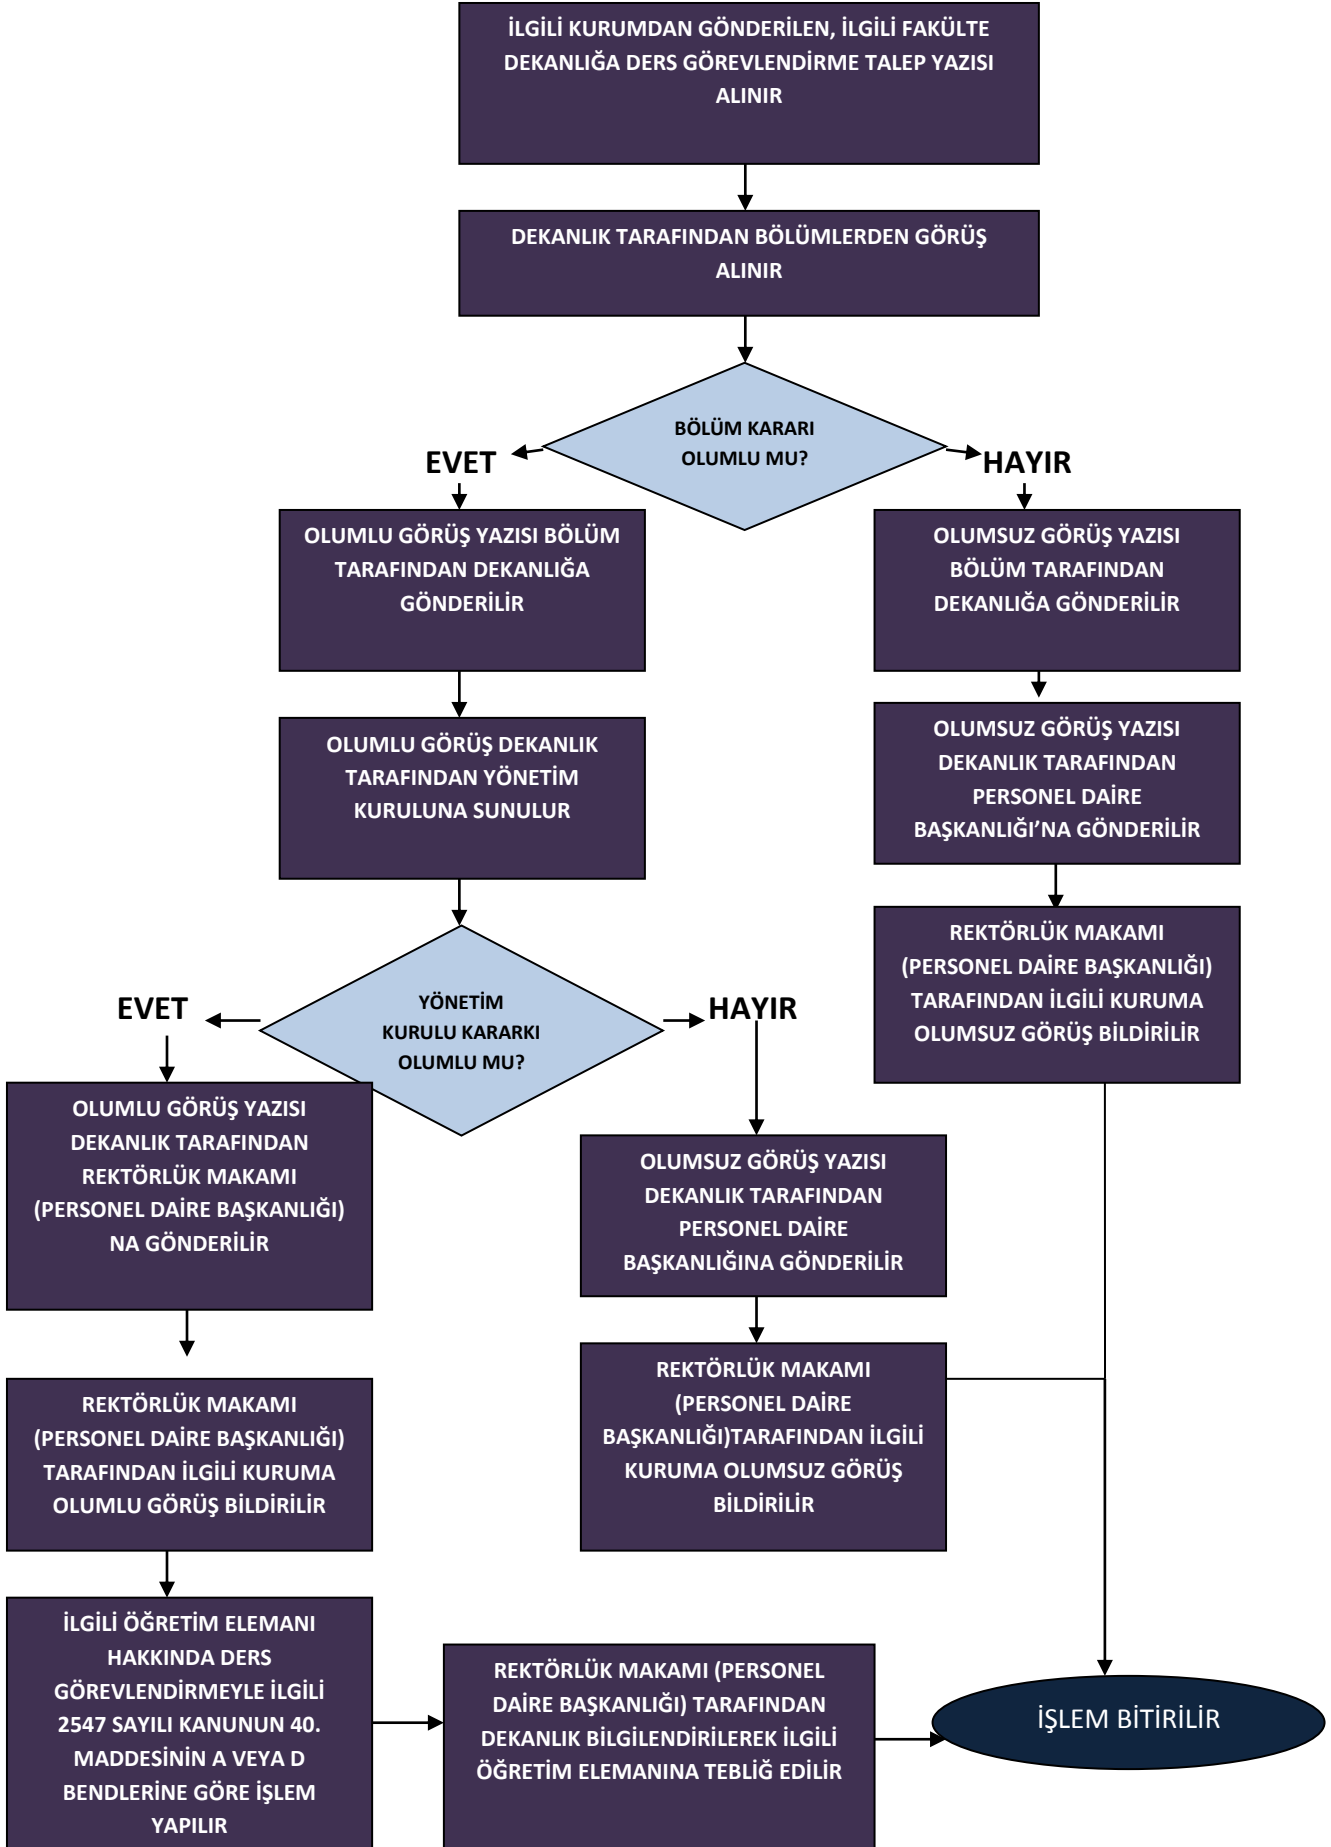 İLGİLİ KURUMDAN GÖNDERİLEN, İLGİLİ FAKÜLTE
DEKANLIĞA DERS GÖREVLENDİRME TALEP YAZISI
ALINIR
DEKANLIK TARAFINDAN BÖLÜMLERDEN GÖRÜŞ
ALINIR
BÖLÜM KARARI
OLUMLU MU?
EVET
HAYIR
OLUMLU GÖRÜŞ YAZISI BÖLÜM
TARAFINDAN DEKANLIĞA
GÖNDERİLİR
OLUMSUZ GÖRÜŞ YAZISI
BÖLÜM TARAFINDAN
DEKANLIĞA GÖNDERİLİR
OLUMLU GÖRÜŞ DEKANLIK
TARAFINDAN YÖNETİM
KURULUNA SUNULUR
OLUMSUZ GÖRÜŞ YAZISI
DEKANLIK TARAFINDAN
PERSONEL DAİRE
BAŞKANLIĞI’NA GÖNDERİLİR
REKTÖRLÜK MAKAMI
(PERSONEL DAİRE BAŞKANLIĞI)
TARAFINDAN İLGİLİ KURUMA
OLUMSUZ GÖRÜŞ BİLDİRİLİR
YÖNETİM
KURULU KARARKI
OLUMLU MU?
EVET
HAYIR
OLUMLU GÖRÜŞ YAZISI
DEKANLIK TARAFINDAN
REKTÖRLÜK MAKAMI
(PERSONEL DAİRE BAŞKANLIĞI)
NA GÖNDERİLİR
OLUMSUZ GÖRÜŞ YAZISI
DEKANLIK TARAFINDAN
PERSONEL DAİRE
BAŞKANLIĞINA GÖNDERİLİR
REKTÖRLÜK MAKAMI
(PERSONEL DAİRE BAŞKANLIĞI)
TARAFINDAN İLGİLİ KURUMA
OLUMLU GÖRÜŞ BİLDİRİLİR
REKTÖRLÜK MAKAMI
(PERSONEL DAİRE
BAŞKANLIĞI)TARAFINDAN İLGİLİ
KURUMA OLUMSUZ GÖRÜŞ
BİLDİRİLİR
İLGİLİ ÖĞRETİM ELEMANI
HAKKINDA DERS
GÖREVLENDİRMEYLE İLGİLİ
2547 SAYILI KANUNUN 40.
MADDESİNİN A VEYA D
BENDLERİNE GÖRE İŞLEM
YAPILIR
REKTÖRLÜK MAKAMI (PERSONEL
DAİRE BAŞKANLIĞI) TARAFINDAN
DEKANLIK BİLGİLENDİRİLEREK İLGİLİ
ÖĞRETİM ELEMANINA TEBLİĞ EDİLİR
İŞLEM BİTİRİLİR